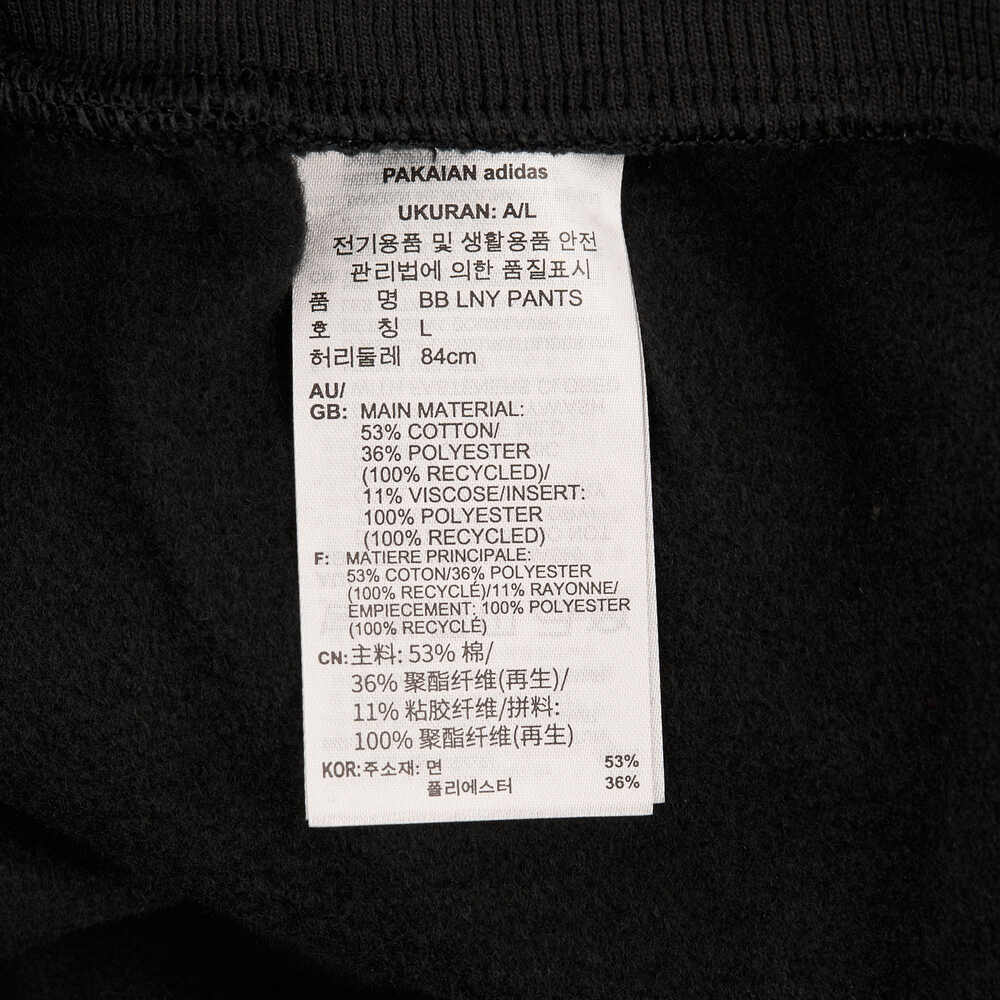 PAKAIAN adidas
UKURAN: A/L
전기용품 및 생활용품 안전
관리법에 의한 품질표시
품 명 BB LNY PANTS
호 칭 L
허리둘레 84cm
AU/
GB: MAIN MATERIAL:
53% COTTON/
36% POLYESTER
(100% RECYCLED)/
11% VISCOSE/INSERT:
100% POLYESTER
(100% RECYCLED)
F: MATIERE PRINCIPALE:
53% COTON/36% POLYESTER
(100% RECYCLÉ)/11% RAYONNE/
EMPIECEMENT: 100% POLYESTER
(100% RECYCLÉ)
CN:主料: 53% 棉/
36% 聚酯纤维(再生)/
11% 粘胶纤维/拼料:
100% 聚酯纤维(再生)
KOR:주소재: 면 53%
폴리에스터 36%